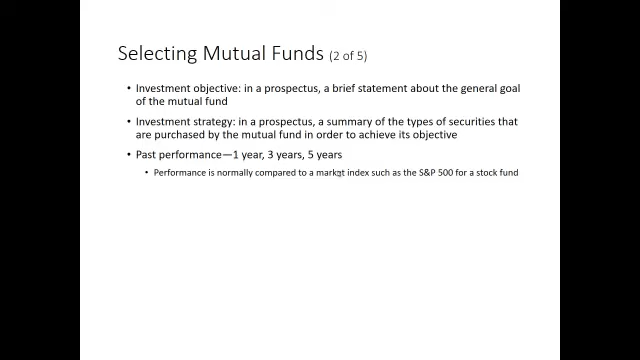 Selecting Mutual Funds (2 of 5)
• Investment objective: in a prospectus, a brief statement about the general goal
of the mutual fund
• Investment strategy: in a prospectus, a summary of the types of securities that
are purchased by the mutual fund in order to achieve its objective
• Past performance—1 year, 3 years, 5 years
• Performance is normally compared to a market index such as the S&P 500 for a stock fund